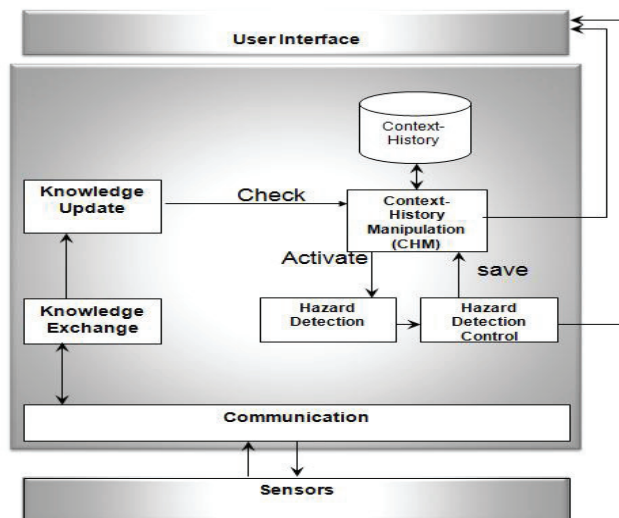 User Interface
Context-
History
Knowledge
Update
Check
Context-
History
Manipulation
(CHM)
Activate
save
Knowledge
Exchange
Hazard
Detection
Hazard
Detection
Control
Communication
Sensors